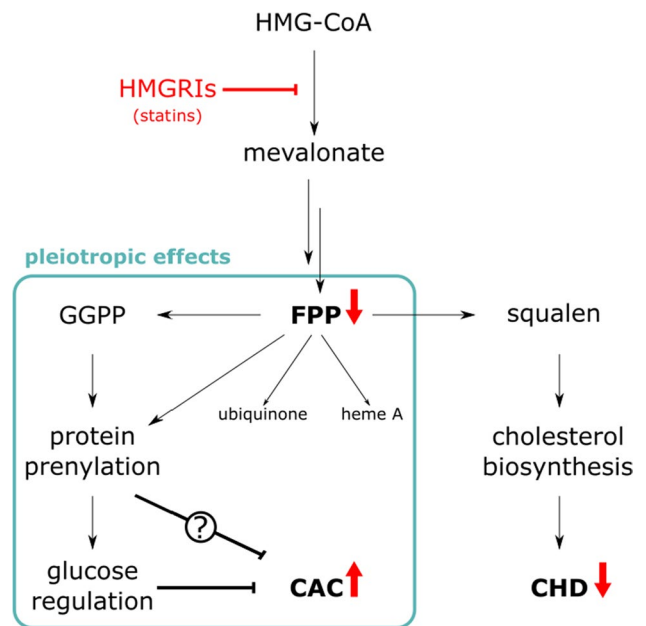 HMG-CoA
HMGRIs
(statins)
mevalonate
pleiotropic effects
GGPP
FPP
squalen
ubiquinone
heme A
protein
prenylation
cholesterol
biosynthesis
?
glucose
regulation
CAC
CHD